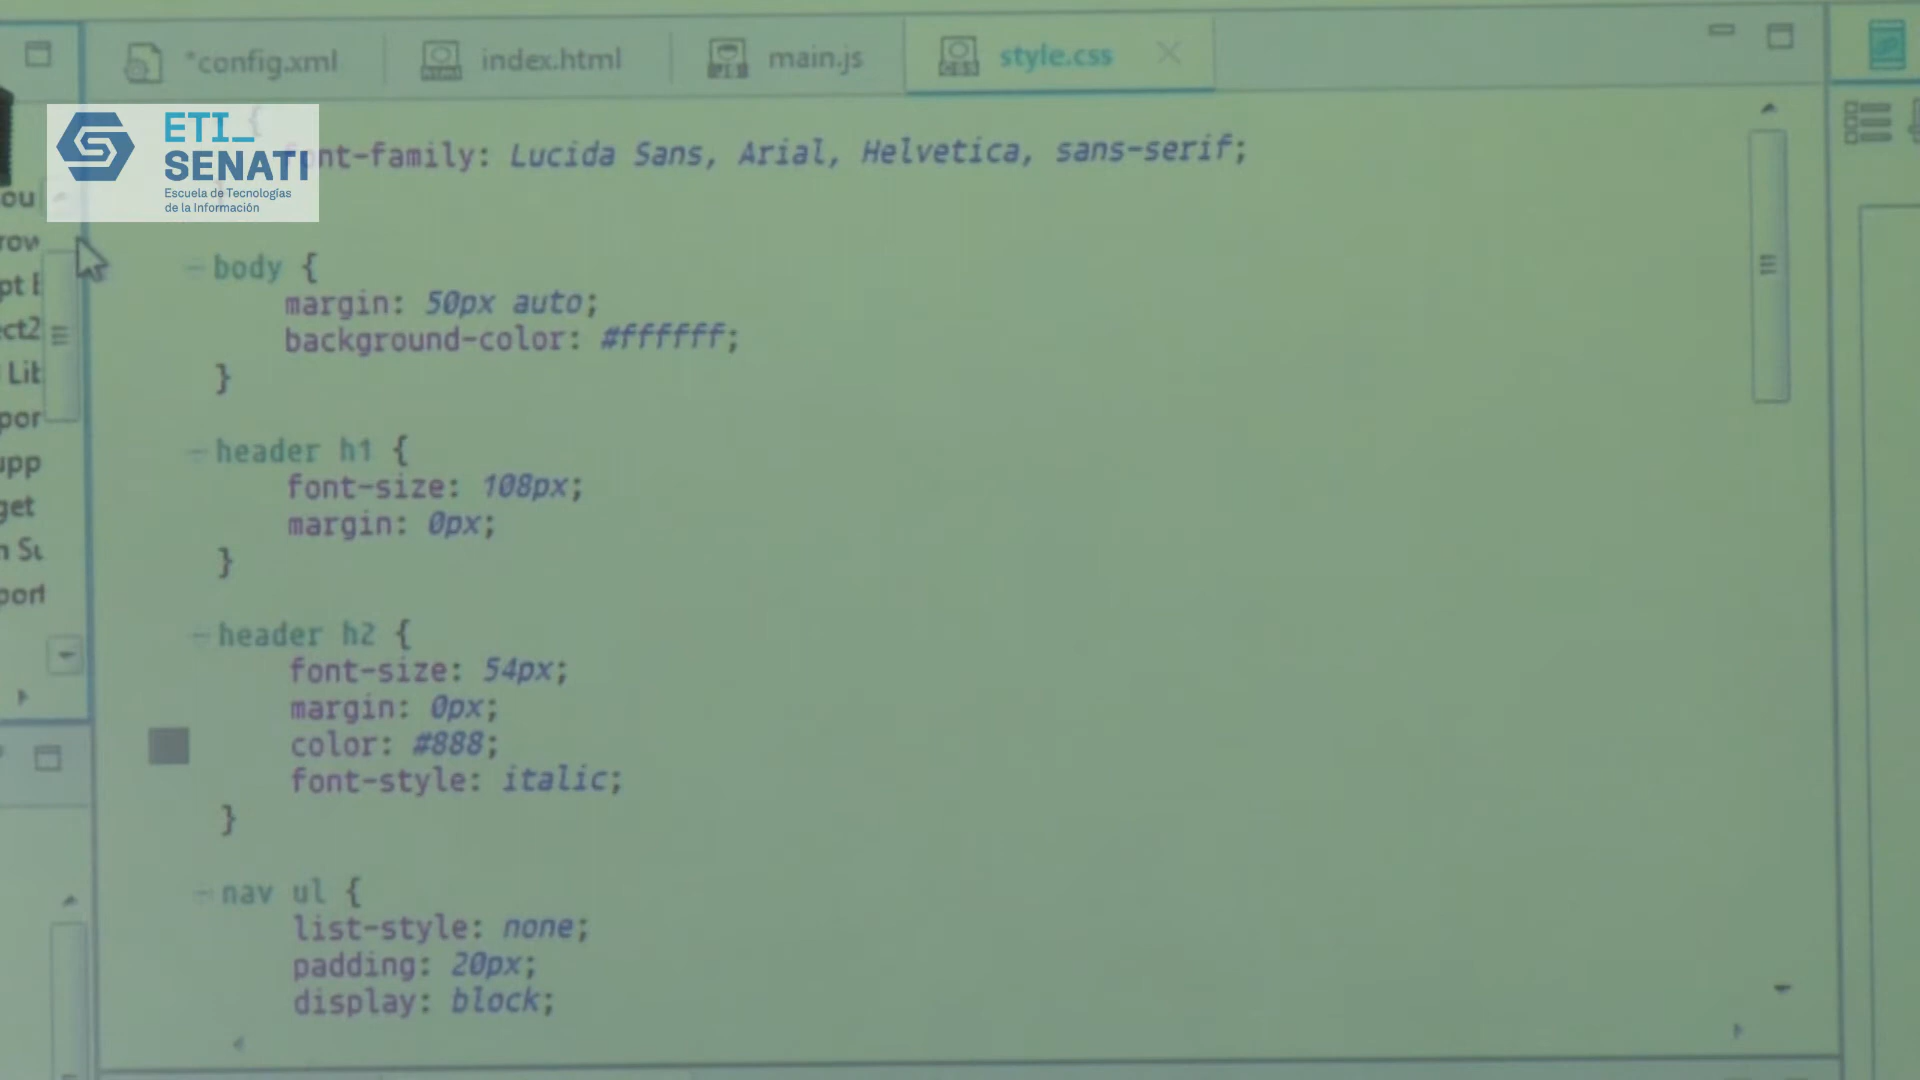 *config.xml
index.html
main.js
style.css
ETI_
SENATI
Escuela de Tecnologías
de la Información
{
font-family: Lucida Sans, Arial, Helvetica, sans-serif;
}
body {
margin: 50px auto;
background-color: #ffffff;
}
header h1 {
font-size: 108px;
margin: 0px;
}
header h2 {
font-size: 54px;
margin: 0px;
color: #888;
font-style: italic;
}
nav ul {
list-style: none;
padding: 20px;
display: block;